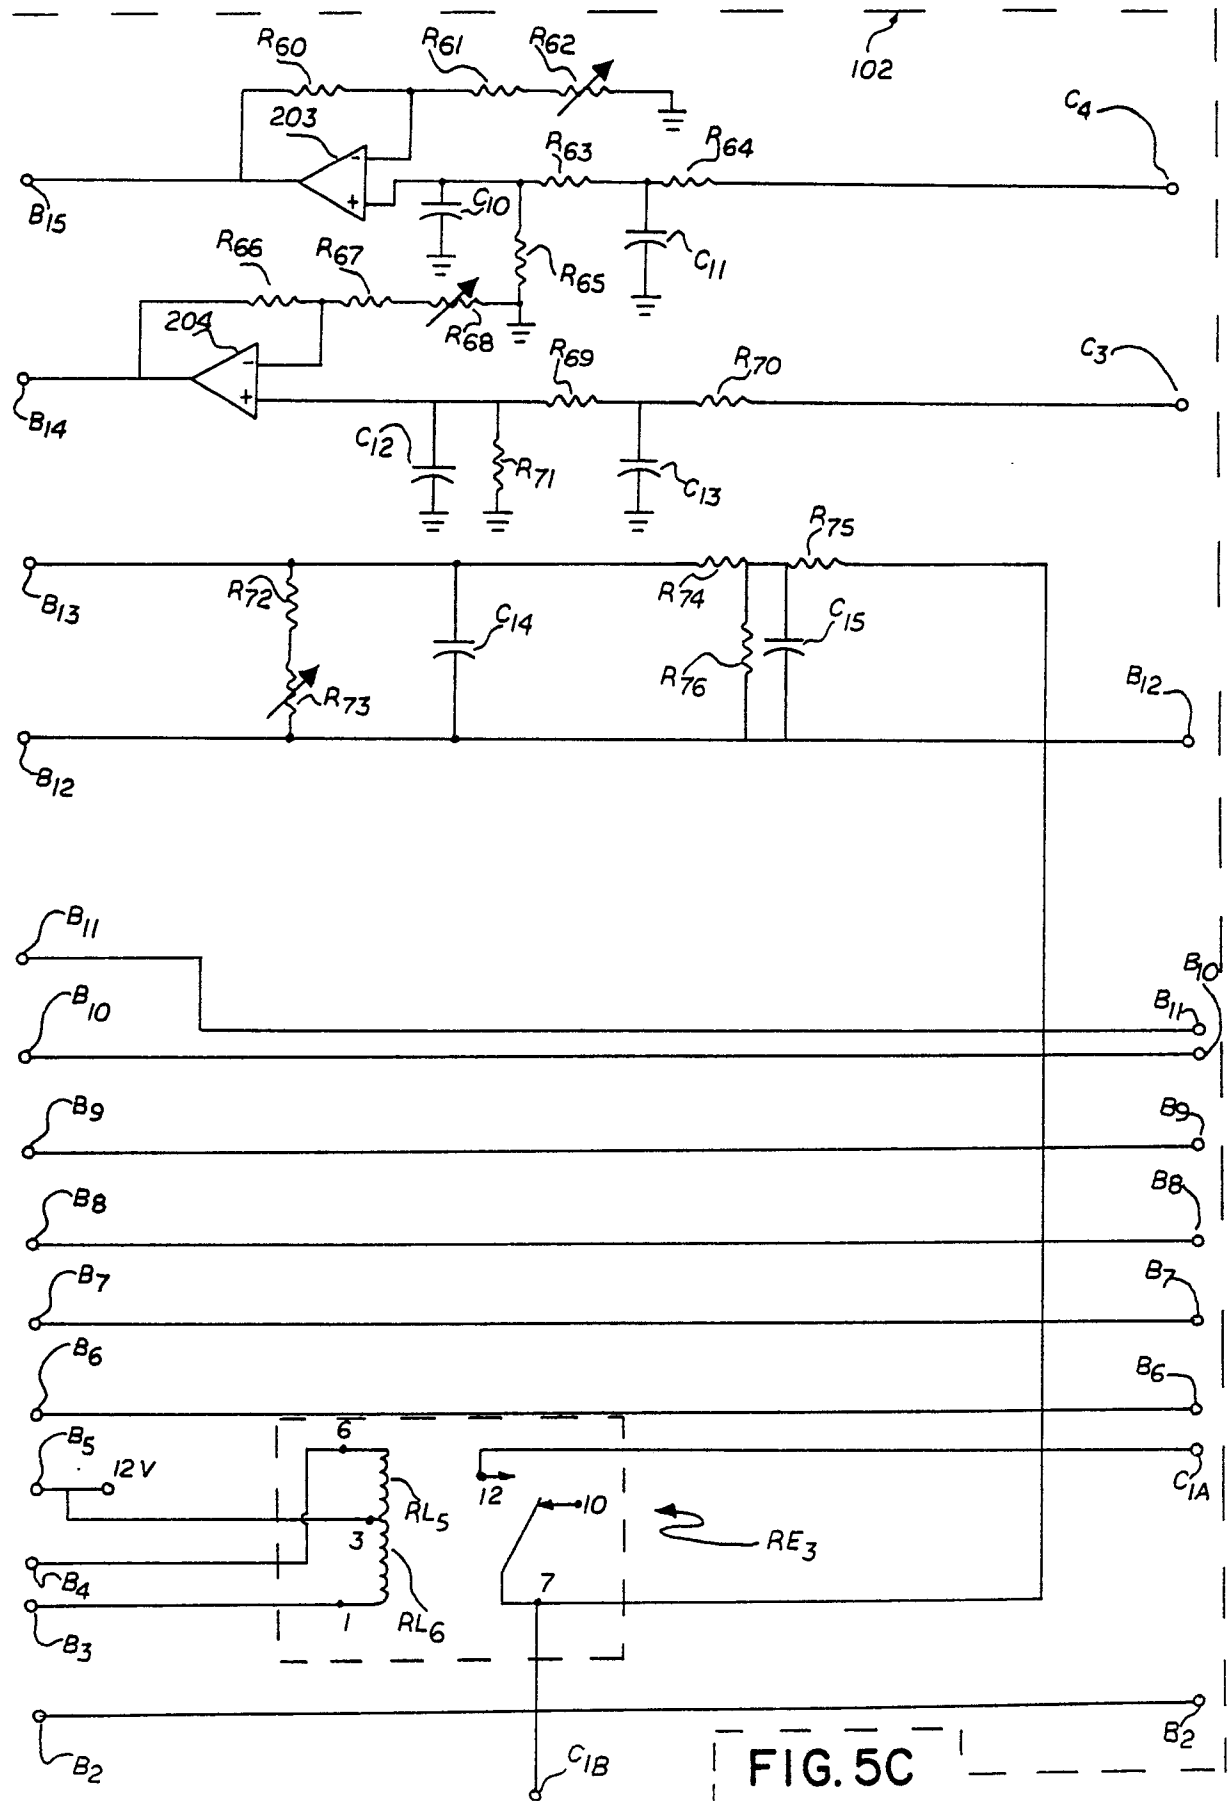 102
R60
R61
R62
C4
203
R63
R64
B15
C10
C11
R65
R66
R67
R68
204
C3
R69
R70
B14
C12
R71
C13
R75
B13
R72
R74
C14
C15
R76
R73
B12
B12
B11
B10
B10
B11
B9
B9
B8
B8
B7
B7
B6
B6
6
B5
12V
C1A
RL5
12
10
3
RE3
B4
7
1
RL6
B3
B2
B2
C1B
FIG. 5C
- + - +